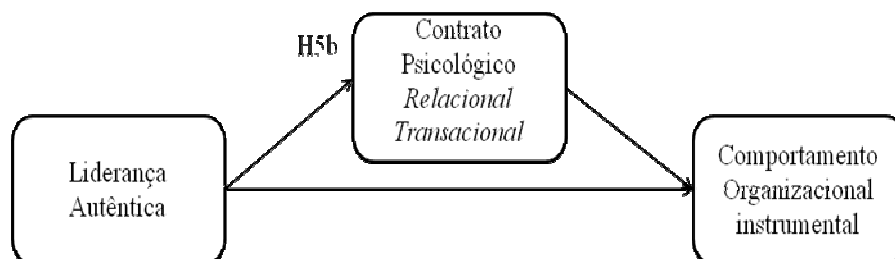 H5b
Contrato
Psicológico
Relacional
Transacional
Liderança
Autêntica
Comportamento
Organizacional
instrumental